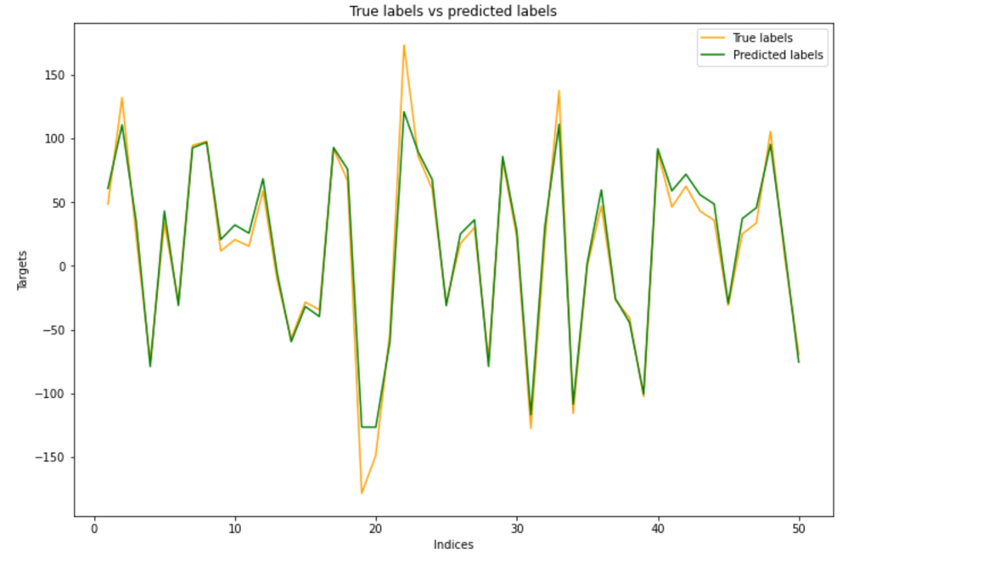 True labels vs predicted labels
True labels
Predicted labels
150
100
50
0
−50
−100
−150
Targets
0 10 20 30 40 50
Indices